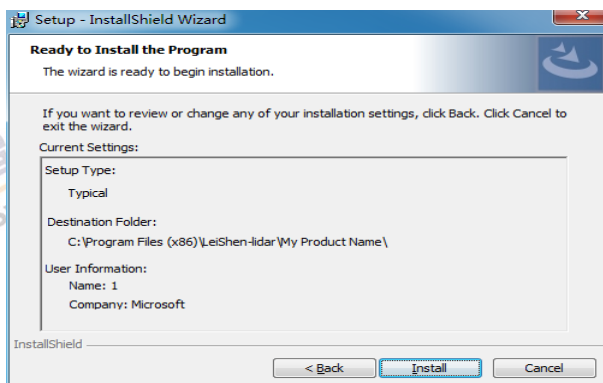 Setup - InstallShield Wizard
Ready to Install the Program
The wizard is ready to begin installation.
If you want to review or change any of your installation settings, click Back. Click Cancel to
exit the wizard.
Current Settings:
Setup Type:
Typical
Destination Folder:
C:\Program Files (x86)\LeiShen-lidar\My Product Name\
User Information:
Name: 1
Company: Microsoft
InstallShield
< Back Install Cancel